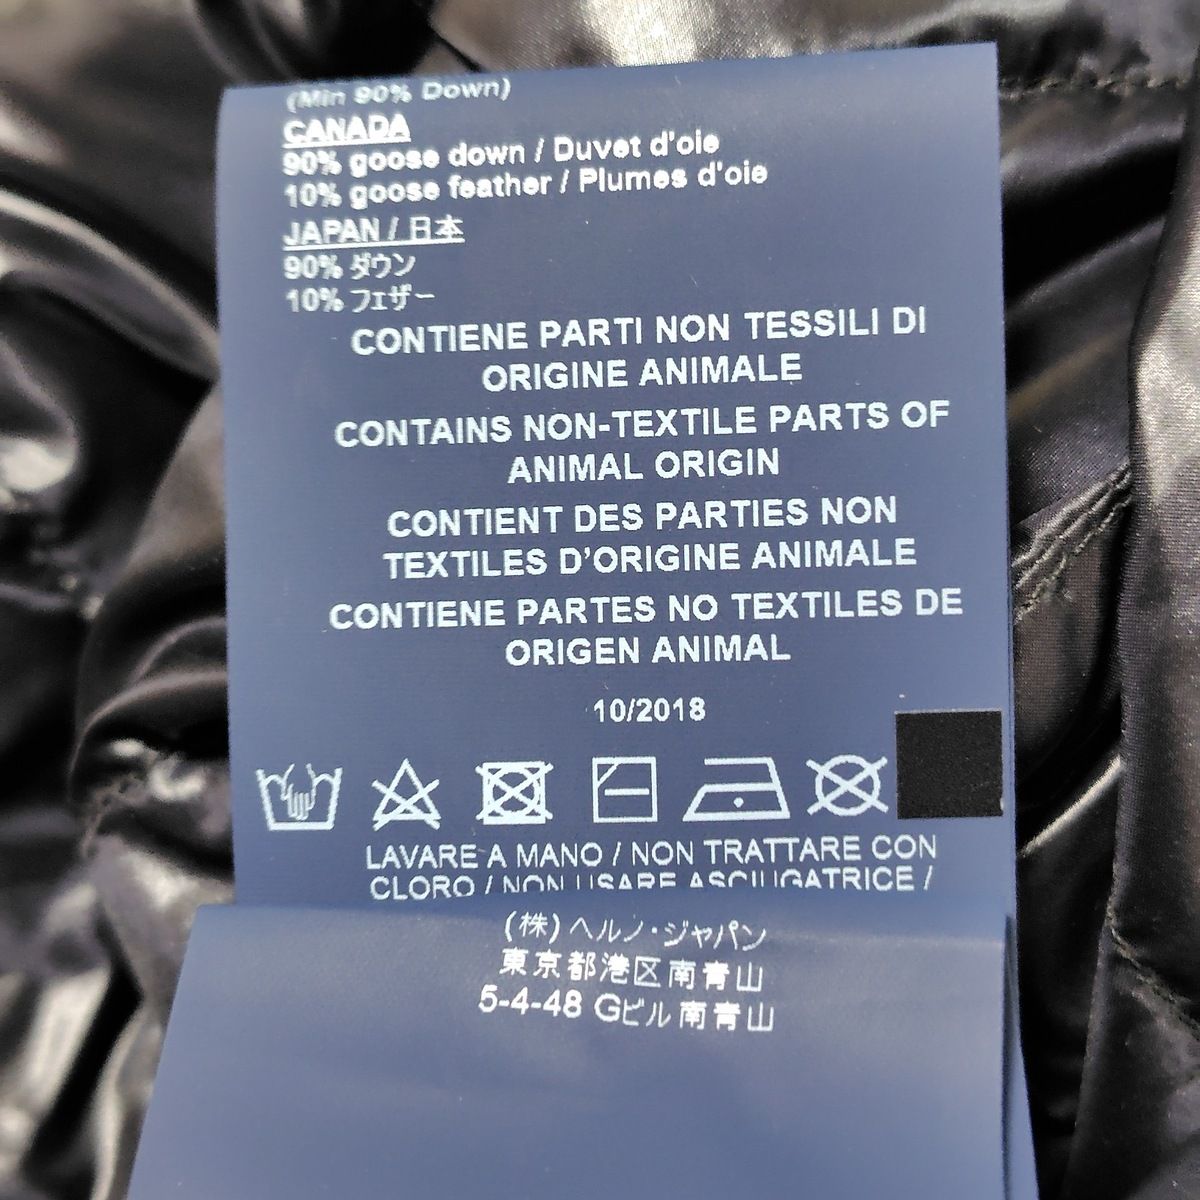 (Min 90% Down)
CANADA
90% goose down / Duvet d'oie
10% goose feather / Plumes d'oie
JAPAN / 日本
90% ダウン
10% フェザー
CONTIENE PARTI NON TESSILI DI
ORIGINE ANIMALE
CONTAINS NON-TEXTILE PARTS OF
ANIMAL ORIGIN
CONTIENT DES PARTIES NON
TEXTILES D'ORIGINE ANIMALE
CONTIENE PARTES NO TEXTILES DE
ORIGEN ANIMAL
10/2018
LAVARE A MANO / NON TRATTARE CON
CLORO / NON USARE ASCIUGATRICE /
(株) ヘルノ・ジャパン
東京都港区南青山
5-4-48 Gビル南青山